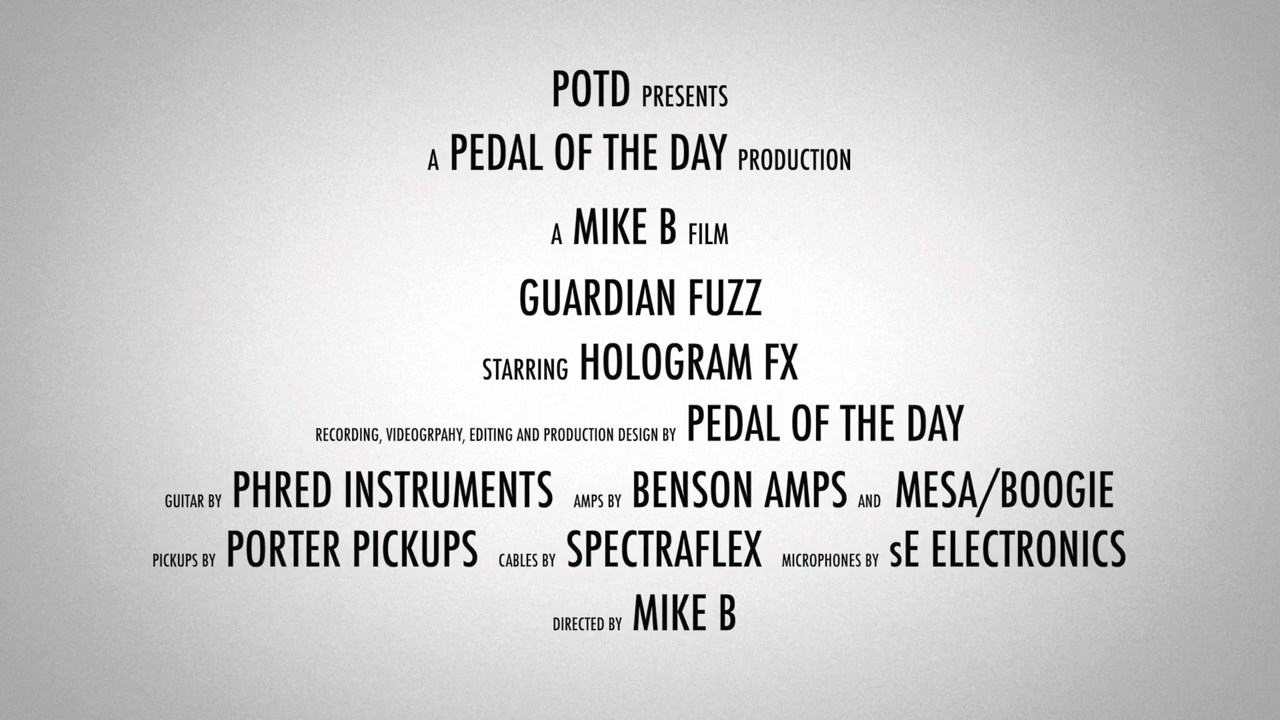 POTD PRESENTS
A PEDAL OF THE DAY PRODUCTION
A MIKE B FILM
GUARDIAN FUZZ
STARRING HOLOGRAM FX
RECORDING, VIDEOGRPAHY, EDITING AND PRODUCTION DESIGN BY PEDAL OF THE DAY
GUITAR BY PHRED INSTRUMENTS AMPS BY BENSON AMPS AND MESA/BOOGIE
PICKUPS BY PORTER PICKUPS CABLES BY SPECTRAFLEX MICROPHONES BY sE ELECTRONICS
DIRECTED BY MIKE B